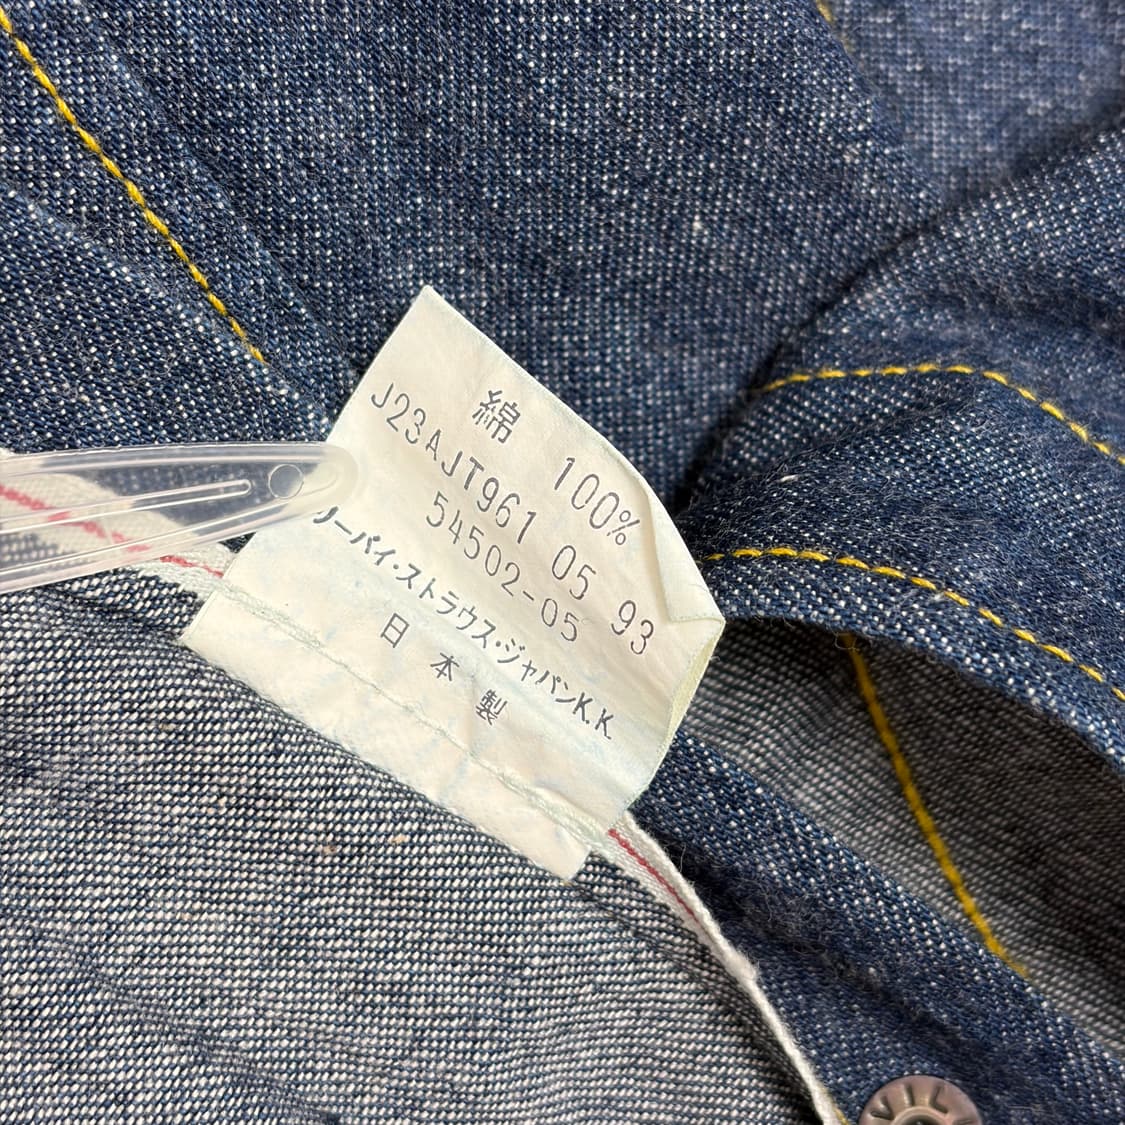 綿 100%
J23AJT961 05 93
54502-05
リーバイ・ストラウス・ジャパンK.K.
日本製